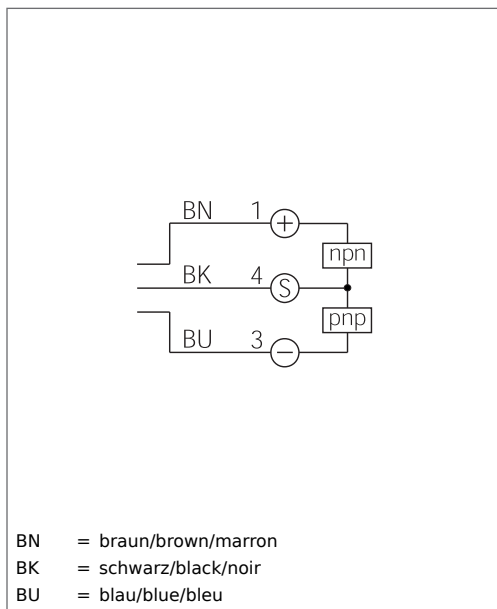 BN 1 +
npn
BK 4 S
pnp
BU 3 −
BN = braun/brown/marron
BK = schwarz/black/noir
BU = blau/blue/bleu